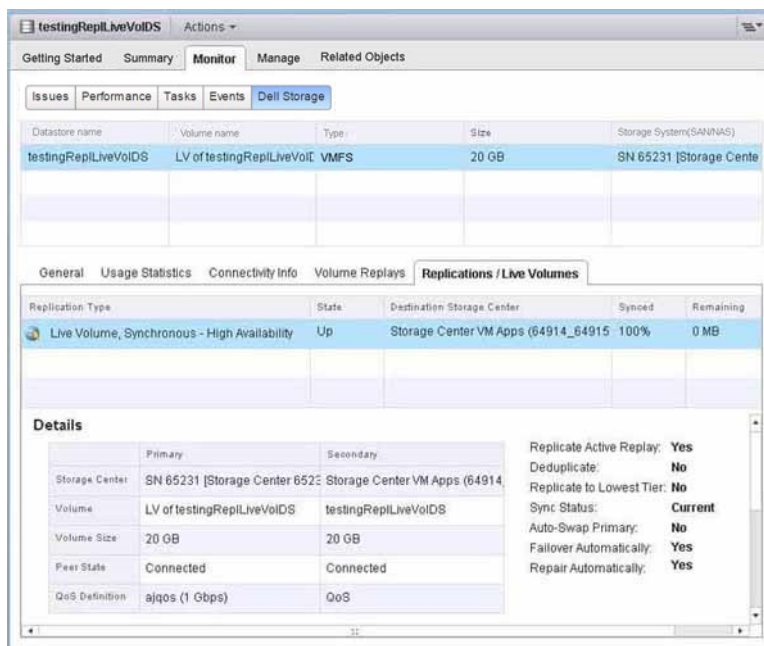 testingReplLiveVolDS Actions
Getting Started Summary Monitor Manage Related Objects
Issues Performance Tasks Events Dell Storage
Datastore name Volume name Type Size Storage System(SAN/NAS)
testingReplLiveVolDS LV of testingReplLiveVolD VMFS 20 GB SN 65231 [Storage Cente
General Usage Statistics Connectivity Info Volume Replays Replications / Live Volumes
Replication Type State Destination Storage Center Synced Remaining
Live Volume, Synchronous - High Availability Up Storage Center VM Apps (64914_64915 100% 0 MB
Details
Primary Secondary
Storage Center SN 65231 [Storage Center 6523 Storage Center VM Apps (64914_
Volume LV of testingReplLiveVolDS testingReplLiveVolDS
Volume Size 20 GB 20 GB
Peer State Connected Connected
QoS Definition ajqos (1 Gbps) QoS
Replicate Active Replay: Yes
Deduplicate: No
Replicate to Lowest Tier: No
Sync Status: Current
Auto-Swap Primary: No
Failover Automatically: Yes
Repair Automatically: Yes